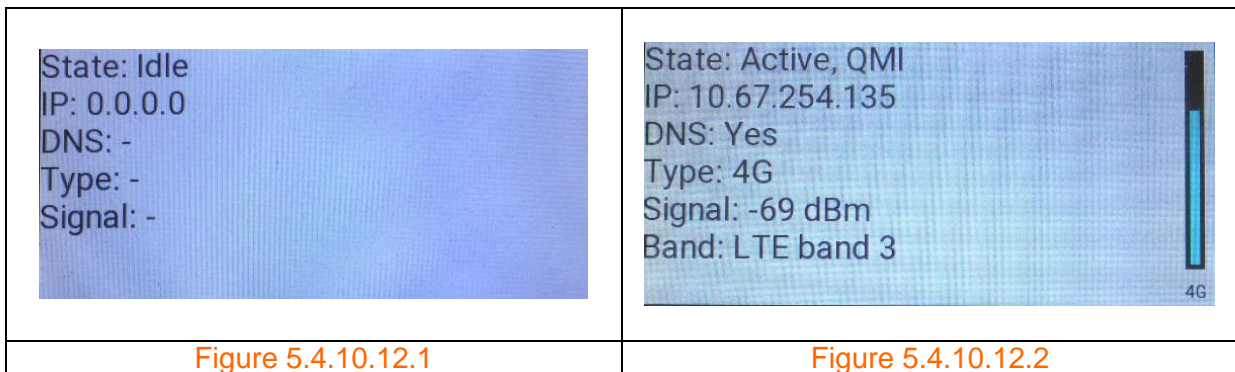 State: Idle
IP: 0.0.0.0
DNS: -
Type: -
Signal: -
State: Active, QMI
IP: 10.67.254.135
DNS: Yes
Type: 4G
Signal: -69 dBm
Band: LTE band 3
4G
Figure 5.4.10.12.1
Figure 5.4.10.12.2